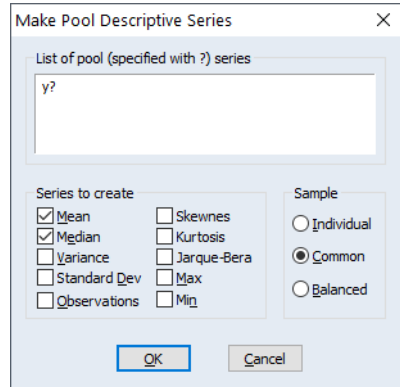 Make Pool Descriptive Series
List of pool (specified with ?) series
y?
Series to create
Mean
Median
Variance
Standard Dev
Observations
Skewnes
Kurtosis
Jarque-Bera
Max
Min
Sample
Individual
Common
Balanced
OK
Cancel